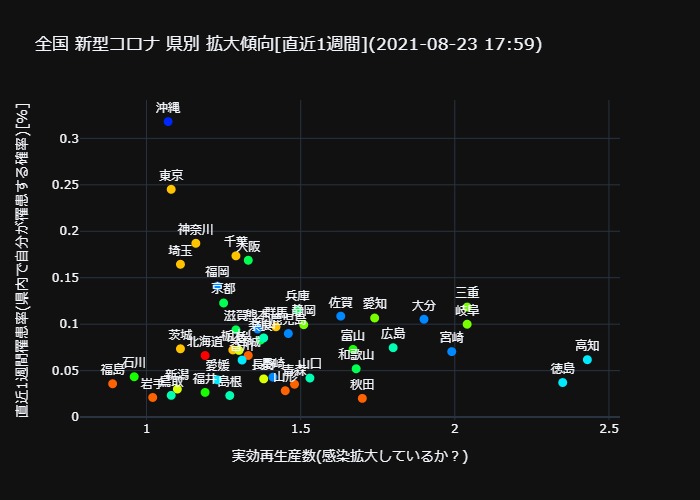 全国 新型コロナ 県別 拡大傾向[直近1週間](2021-08-23 17:59)
直近1週間罹患率(県内で自分が罹患する確率)[%]
0.3
0.25
0.2
0.15
0.1
0.05
0
沖縄
東京
神奈川
埼玉
千葉
大阪
福岡
京都
兵庫
静岡
佐賀
愛知
三重
岐阜
大分
滋賀
茨城
北海道
富山
広島
宮崎
和歌山
高知
徳島
福島
石川
岩手
鳥取
新潟
福井
愛媛
島根
山口
青森
山形
秋田
1
1.5
2
2.5
実効再生産数(感染拡大しているか？)